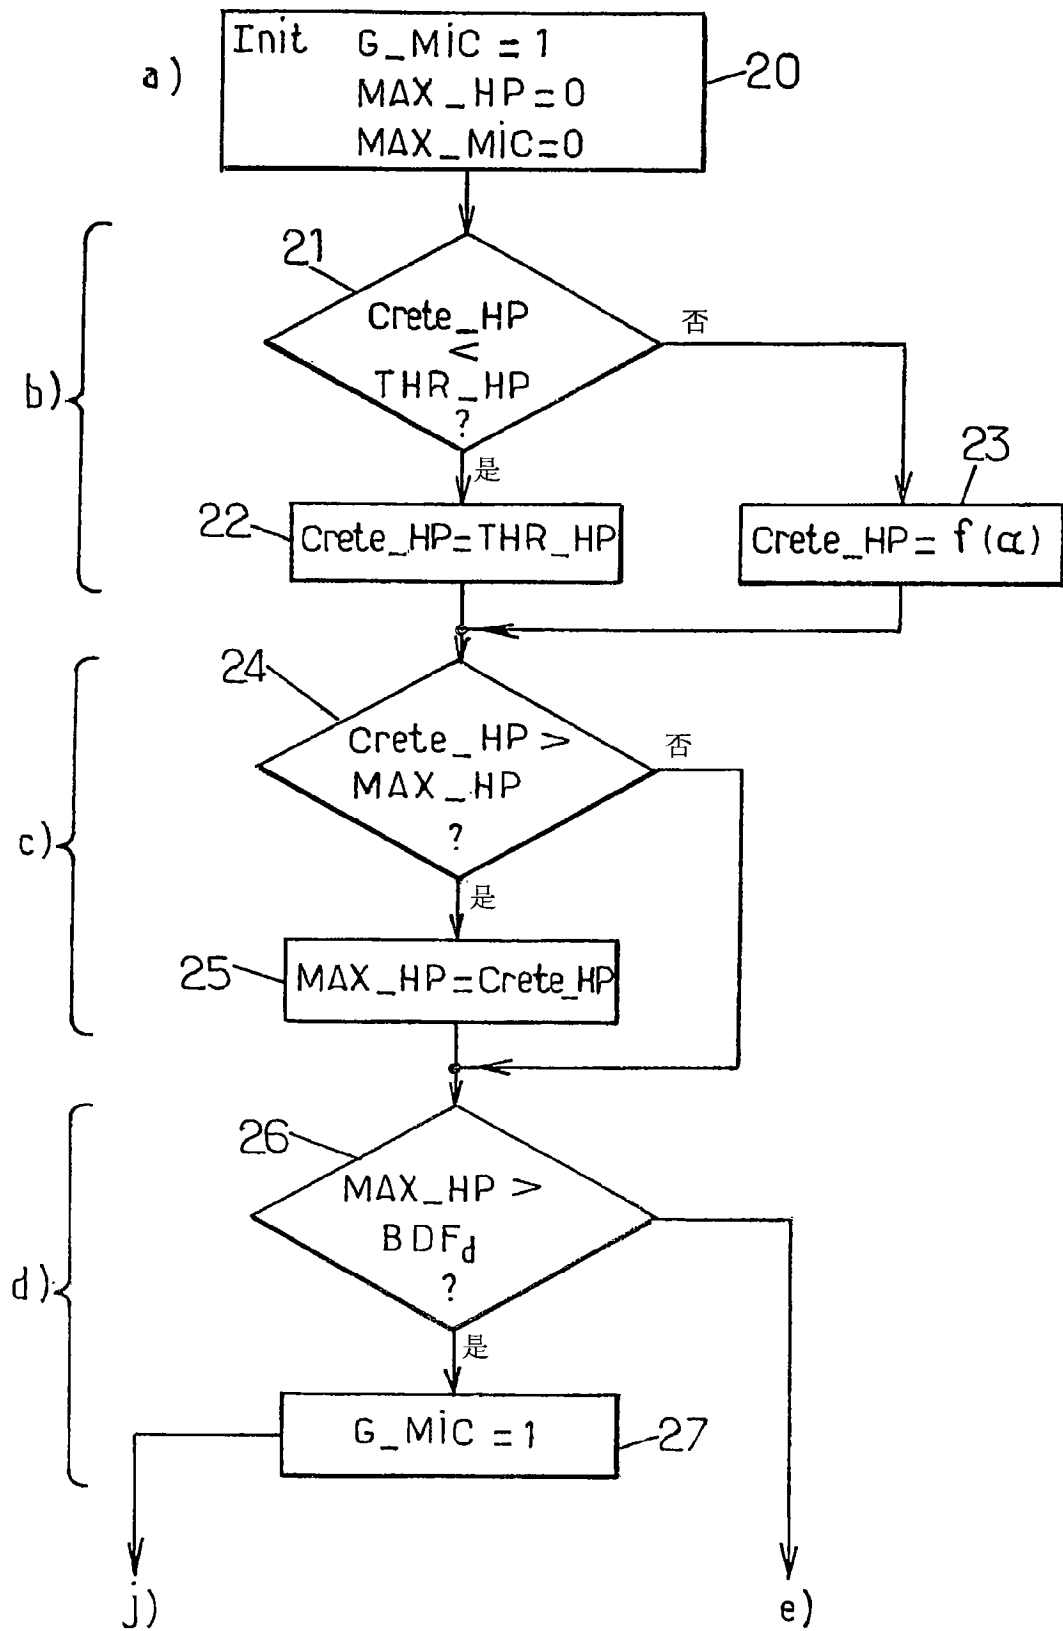 Init G_MiC = 1
a)
20
MAX_HP=0
MAX_MiC=0
21
Crete_HP
<
THR_HP
?
否
b)
是
23
22
Crete_HP=THR_HP
Crete_HP= f(α)
24
Crete_HP >
MAX_HP
?
否
c)
是
25
MAX_HP=Crete_HP
26
MAX_HP >
BDFd
?
d)
是
G_MiC = 1
27
j)
e)